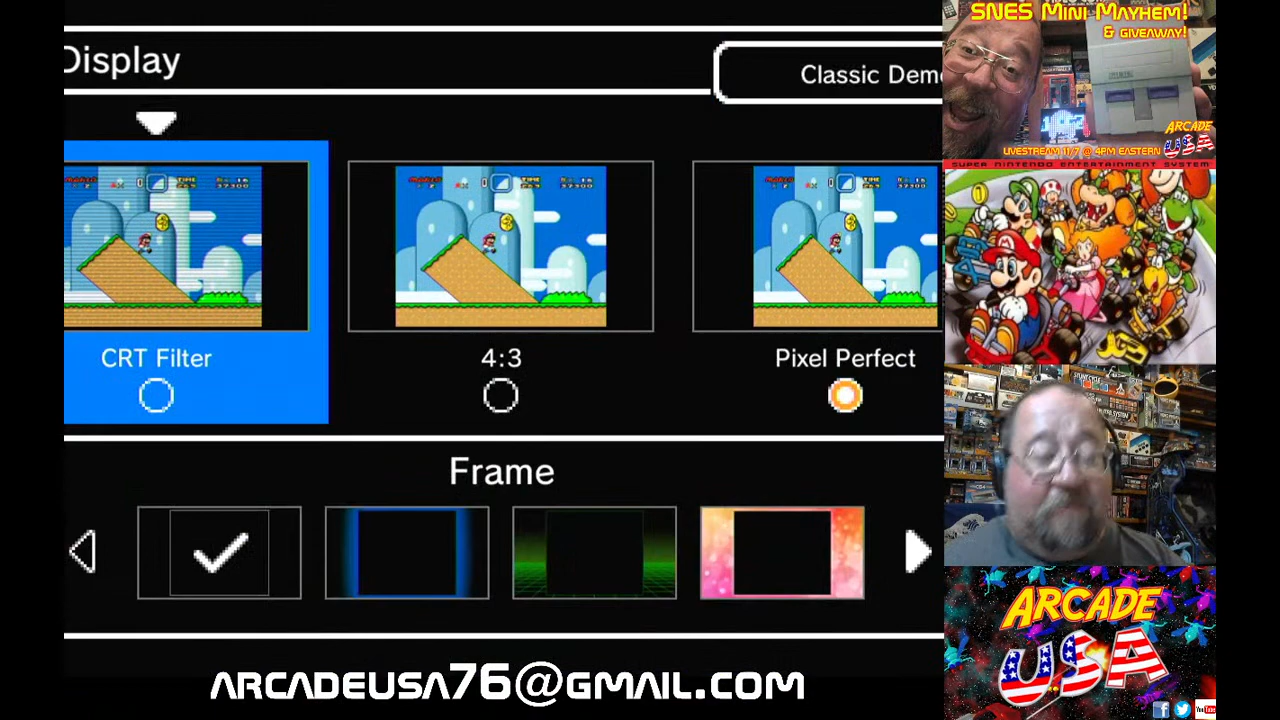 Display
Classic Dem
CRT Filter
4:3
Pixel Perfect
Frame
ARCADEUSA76@GMAIL.COM
SNES Mini Mayhem!
& GIVEAWAY!
ARCADE
USA
LIVESTREAM 11/7 @ 4PM EASTERN
SUPER NINTENDO ENTERTAINMENT SYSTEM
ARCADE
USA